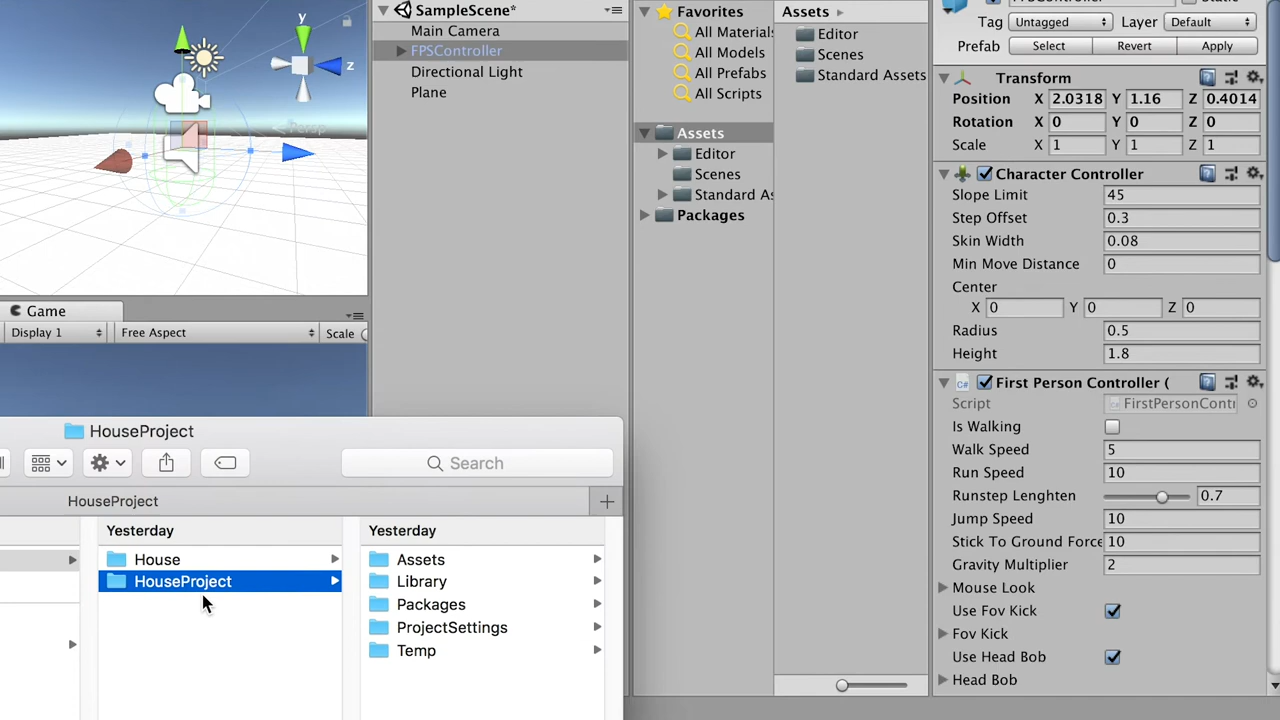 y
z
Persp
Game
Display 1
Free Aspect
Scale
SampleScene*
Main Camera
FPSController
Directional Light
Plane
Favorites
All Materials
All Models
All Prefabs
All Scripts
Assets
Editor
Scenes
Standard As
Packages
Assets
Editor
Scenes
Standard Assets
Tag Untagged Layer Default
Prefab Select Revert Apply
Transform
Position X 2.0318 Y 1.16 Z 0.4014
Rotation X 0 Y 0 Z 0
Scale X 1 Y 1 Z 1
Character Controller
Slope Limit 45
Step Offset 0.3
Skin Width 0.08
Min Move Distance 0
Center
X 0 Y 0 Z 0
Radius 0.5
Height 1.8
C# First Person Controller (
Script FirstPersonContr
Is Walking
Walk Speed 5
Run Speed 10
Runstep Lenghten 0.7
Jump Speed 10
Stick To Ground Force 10
Gravity Multiplier 2
Mouse Look
Use Fov Kick
Fov Kick
Use Head Bob
Head Bob
HouseProject
Search
HouseProject
Yesterday
House
HouseProject
Yesterday
Assets
Library
Packages
ProjectSettings
Temp